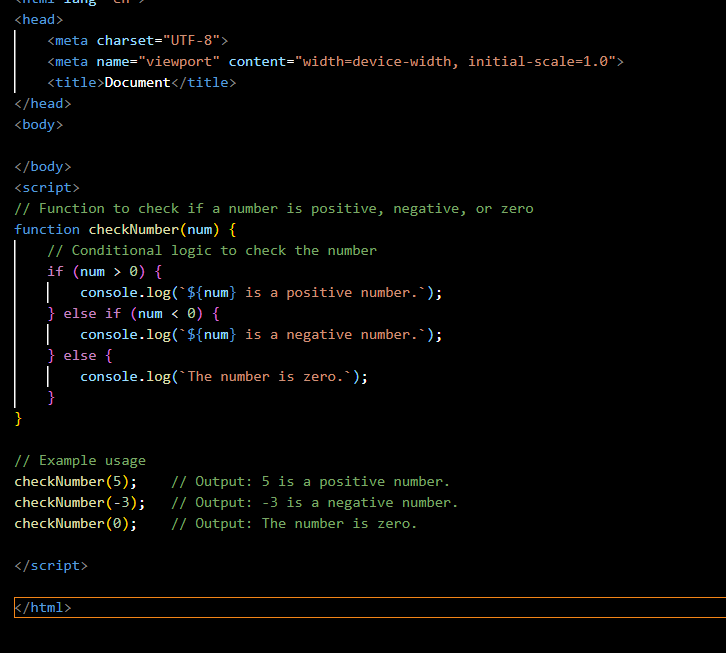 <html lang="en">
<head>
    <meta charset="UTF-8">
    <meta name="viewport" content="width=device-width, initial-scale=1.0">
    <title>Document</title>
</head>
<body>

</body>
<script>
// Function to check if a number is positive, negative, or zero
function checkNumber(num) {
    // Conditional logic to check the number
    if (num > 0) {
        console.log(`${num} is a positive number.`);
    } else if (num < 0) {
        console.log(`${num} is a negative number.`);
    } else {
        console.log(`The number is zero.`);
    }
}

// Example usage
checkNumber(5);    // Output: 5 is a positive number.
checkNumber(-3);   // Output: -3 is a negative number.
checkNumber(0);    // Output: The number is zero.

</script>

</html>